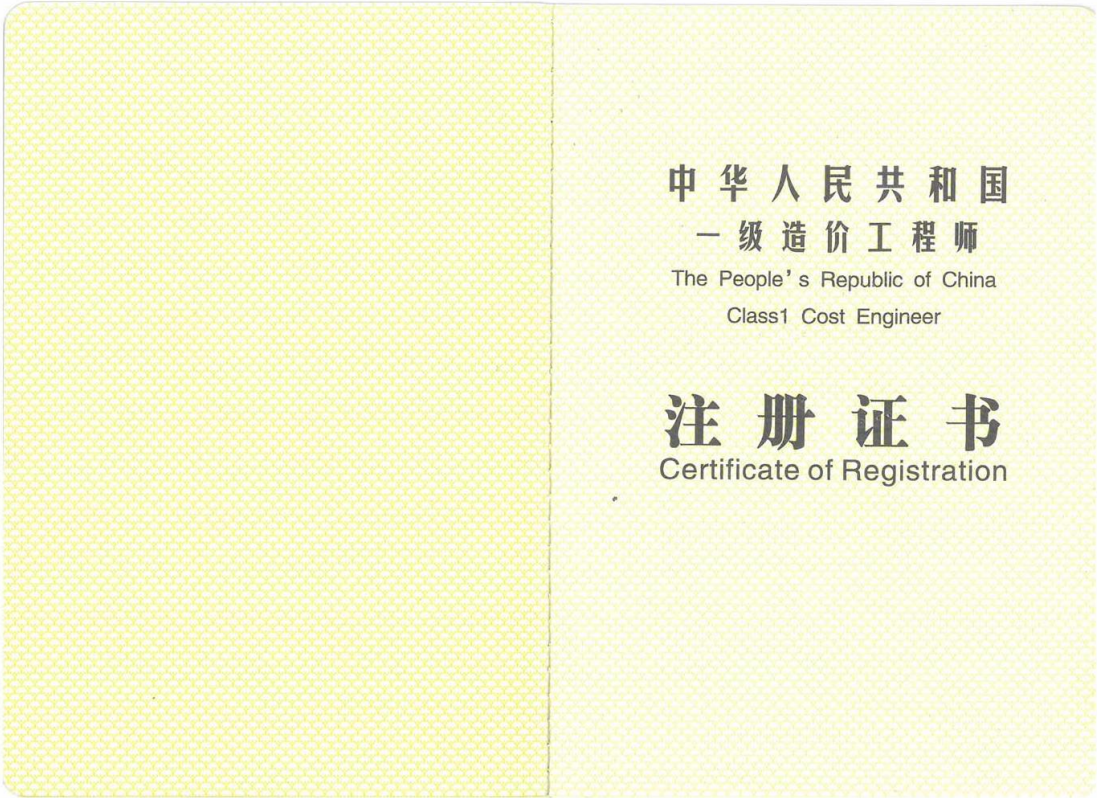 中华人民共和国
一级造价工程师
The People's Republic of China
Class1 Cost Engineer
注册证书
Certificate of Registration